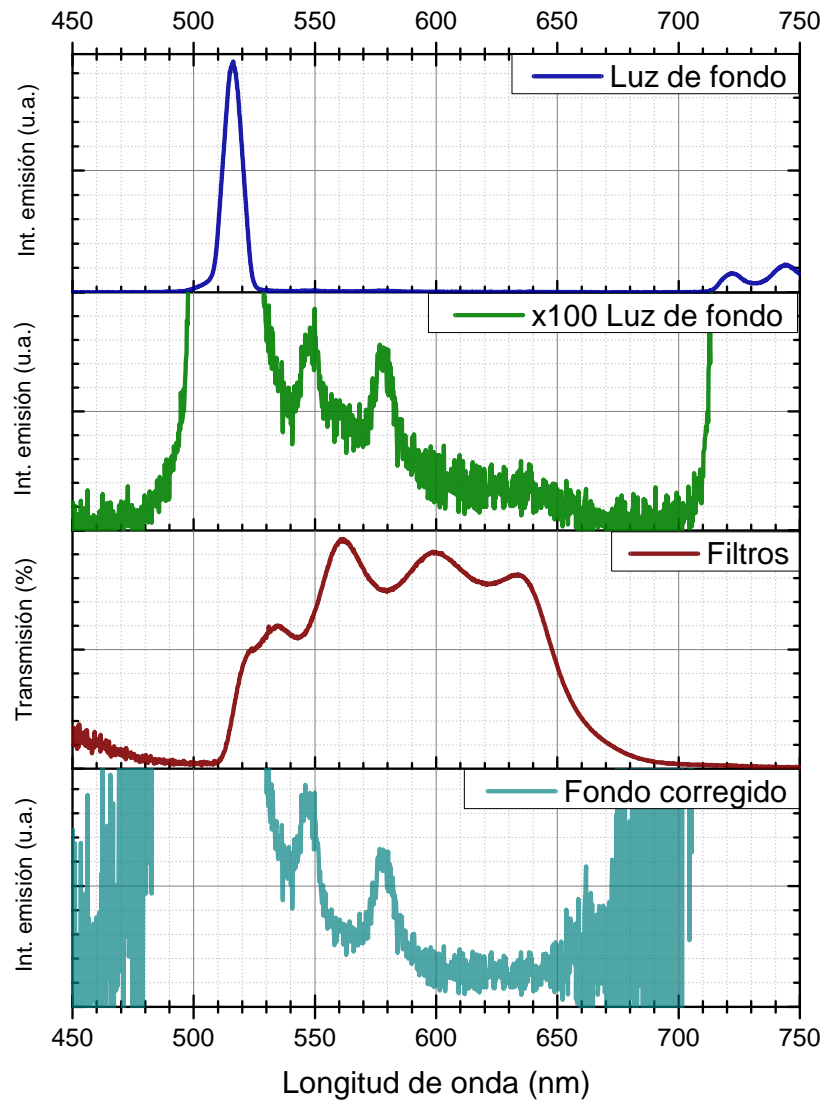 450 500 550 600 650 700 750
Luz de fondo
Int. emisión (u.a.)
x100 Luz de fondo
Int. emisión (u.a.)
Filtros
Transmisión (%)
Fondo corregido
Int. emisión (u.a.)
450 500 550 600 650 700 750
Longitud de onda (nm)